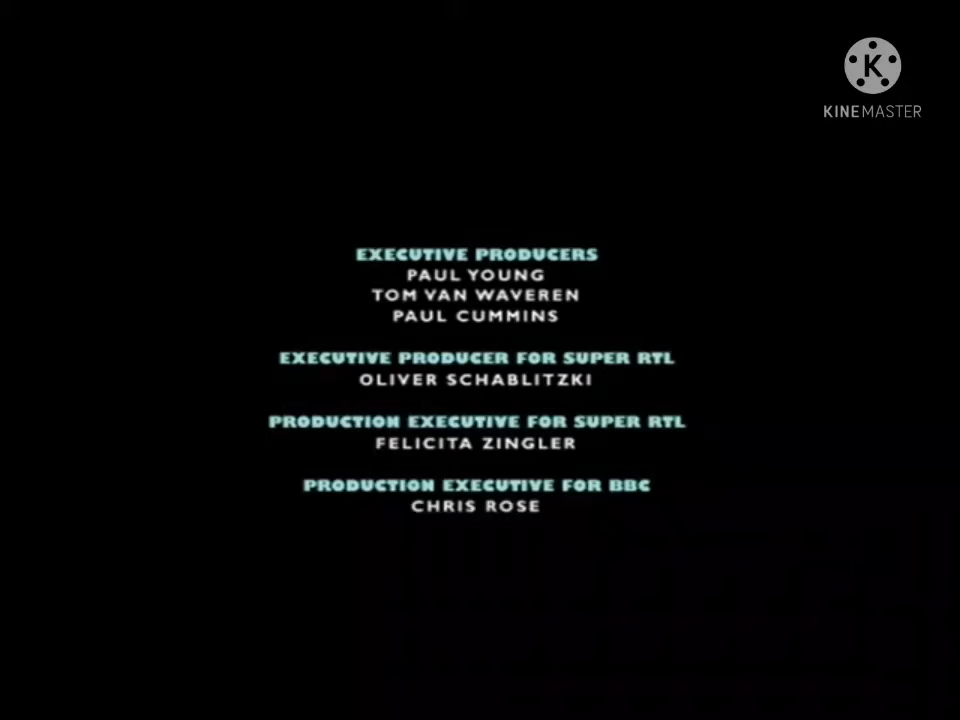 K
KINEMASTER
EXECUTIVE PRODUCERS
PAUL YOUNG
TOM VAN WAVEREN
PAUL CUMMINS
EXECUTIVE PRODUCER FOR SUPER RTL
OLIVER SCHABLITZKI
PRODUCTION EXECUTIVE FOR SUPER RTL
FELICITA ZINGLER
PRODUCTION EXECUTIVE FOR BBC
CHRIS ROSE